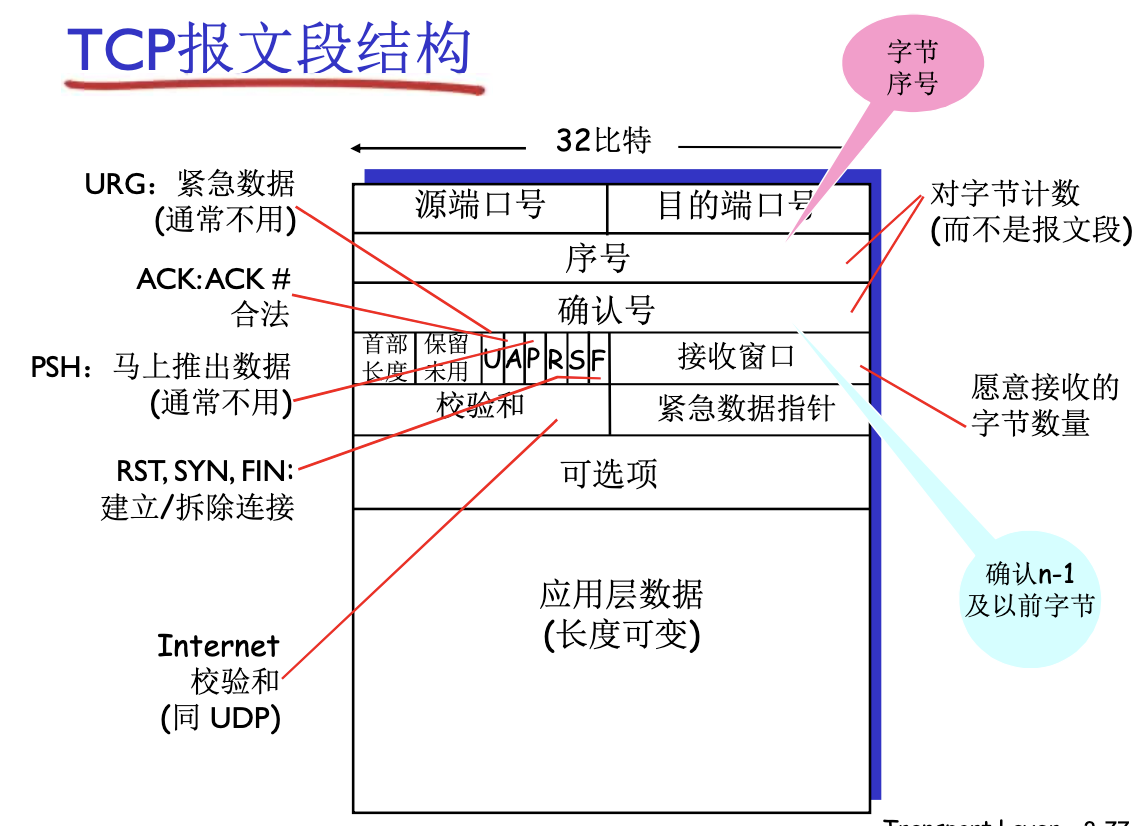 TCP报文段结构
字节
序号
32比特
URG：紧急数据
(通常不用)
源端口号
目的端口号
对字节计数
(而不是报文段)
序号
ACK:ACK #
合法
确认号
首部
长度
保留
未用
U
A
P
R
S
F
接收窗口
PSH：马上推出数据
(通常不用)
校验和
紧急数据指针
愿意接收的
字节数量
RST, SYN, FIN:
建立/拆除连接
可选项
确认n-1
及以前字节
应用层数据
(长度可变)
Internet
校验和
(同 UDP)